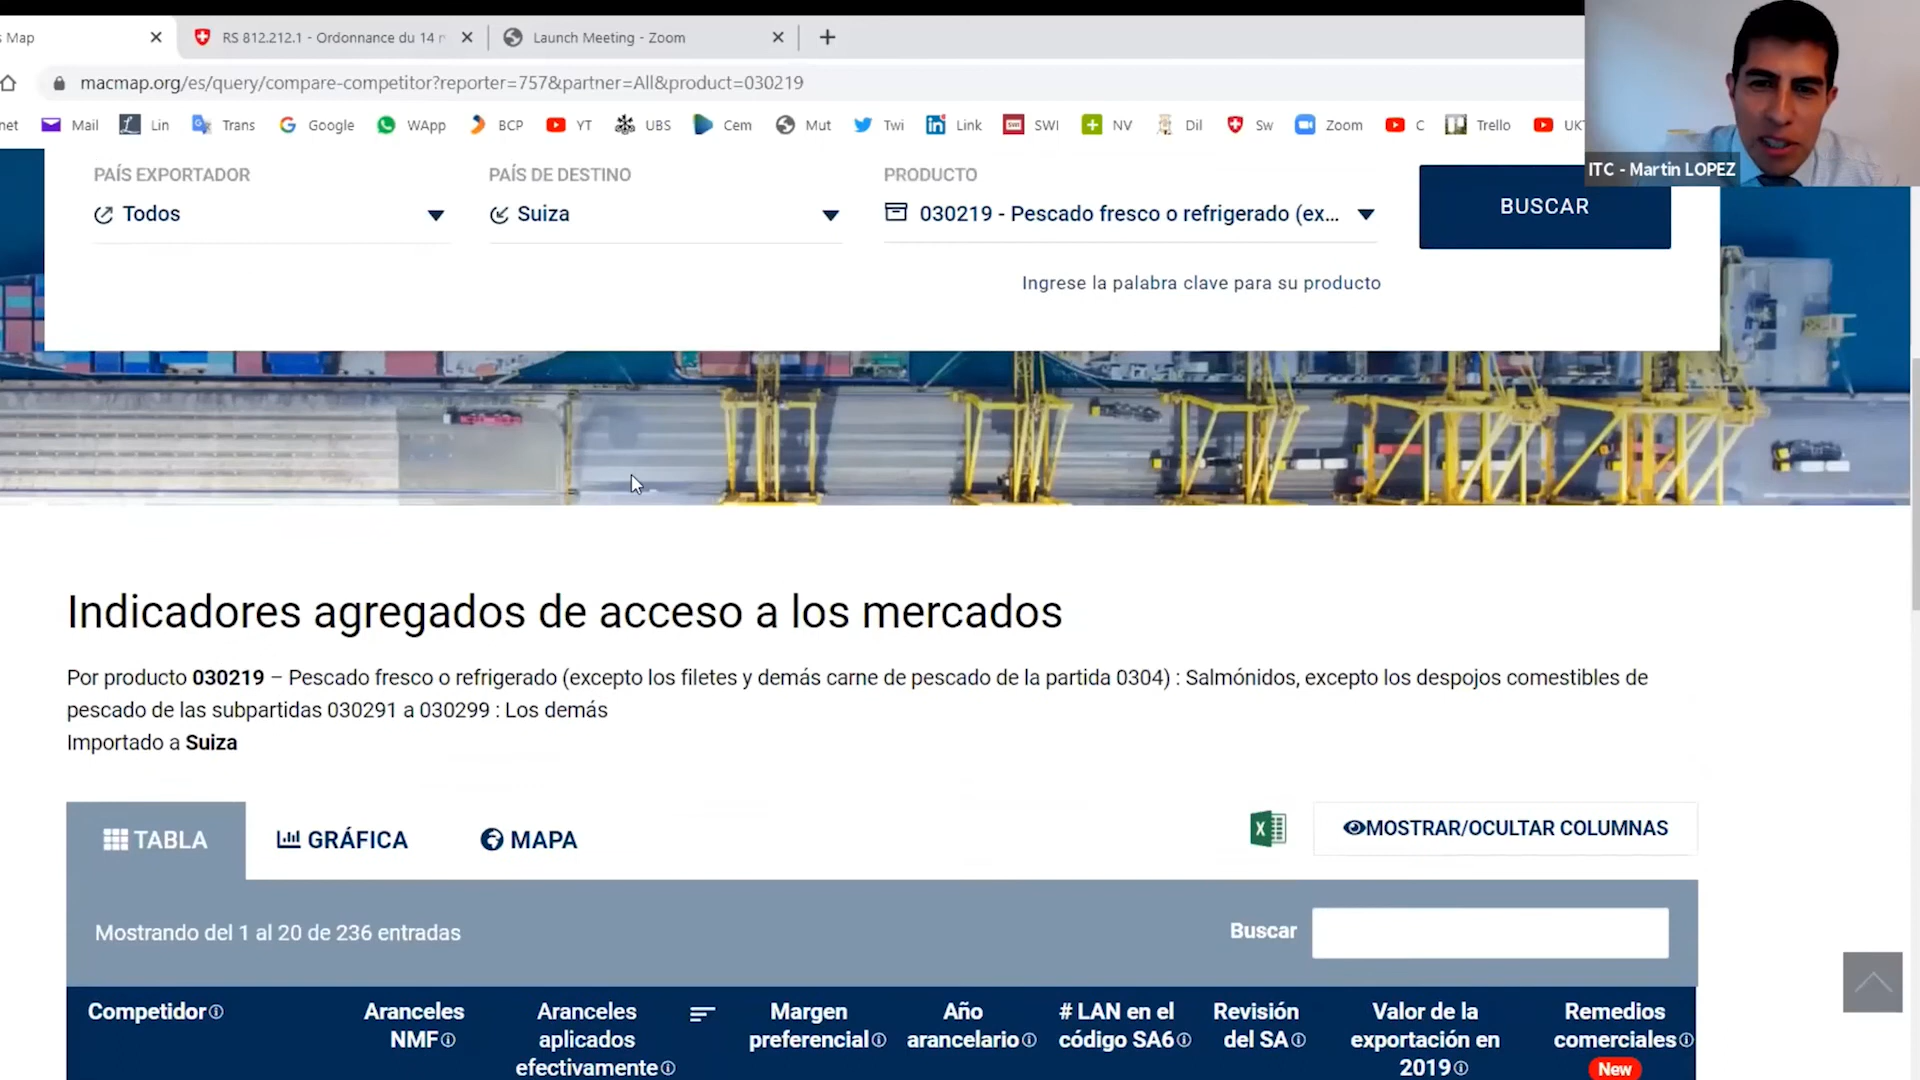 s Map
RS 812.212.1 - Ordonnance du 14 m
Launch Meeting - Zoom
macmap.org/es/query/compare-competitor?reporter=757&partner=All&product=030219
net Mail Lin Trans Google WApp BCP YT UBS Cem Mut Twi Link SWI NV Dil Sw Zoom C Trello UK
ITC - Martin LOPEZ
PAÍS EXPORTADOR PAÍS DE DESTINO PRODUCTO
Todos Suiza 030219 - Pescado fresco o refrigerado (ex...
BUSCAR
Ingrese la palabra clave para su producto
Indicadores agregados de acceso a los mercados
Por producto 030219 – Pescado fresco o refrigerado (excepto los filetes y demás carne de pescado de la partida 0304) : Salmónidos, excepto los despojos comestibles de
pescado de las subpartidas 030291 a 030299 : Los demás
Importado a Suiza
TABLA GRÁFICA MAPA
MOSTRAR/OCULTAR COLUMNAS
Mostrando del 1 al 20 de 236 entradas
Buscar
Competidor
Aranceles
NMF
Aranceles
aplicados
efectivamente
Margen
preferencial
Año
arancelario
# LAN en el
código SA6
Revisión
del SA
Valor de la
exportación en
2019
Remedios
comerciales
New